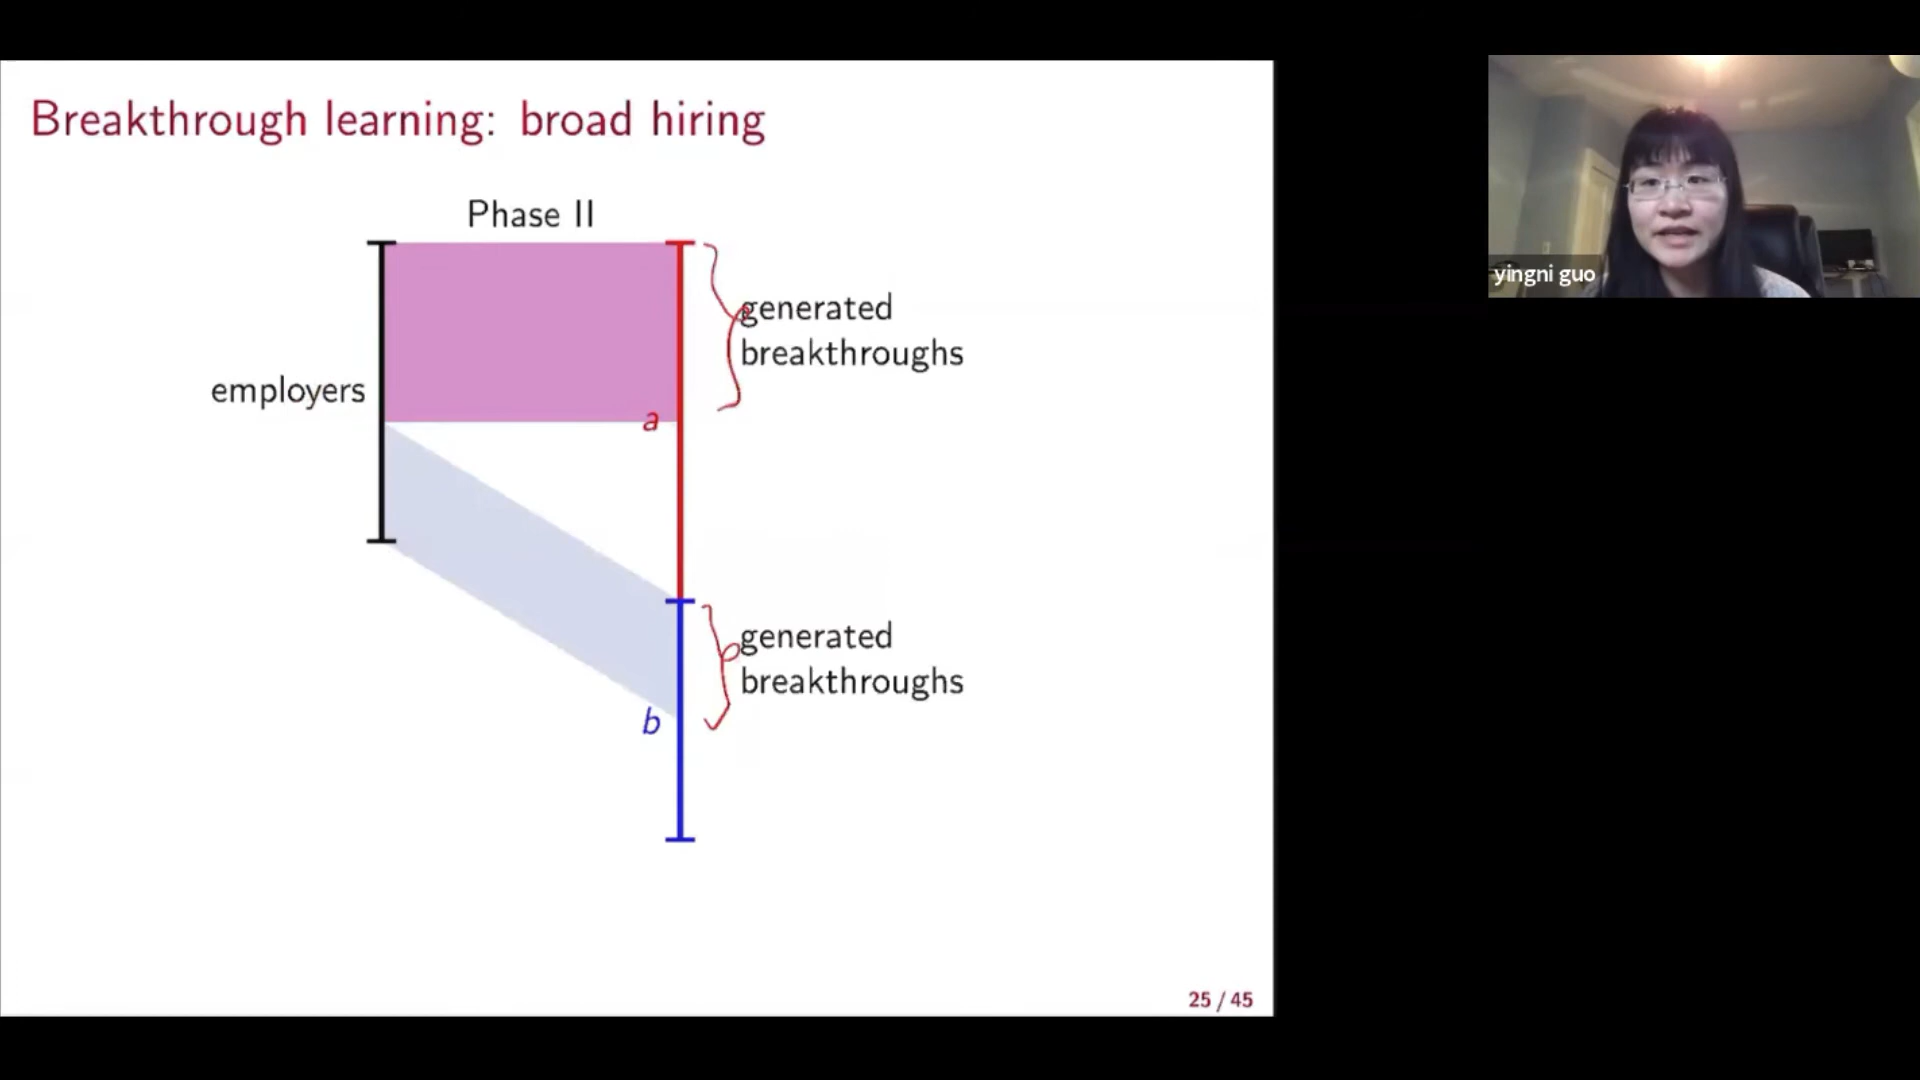 Breakthrough learning: broad hiring
Phase II
generated
breakthroughs
employers
a
generated
breakthroughs
b
25 / 45
yingni guo